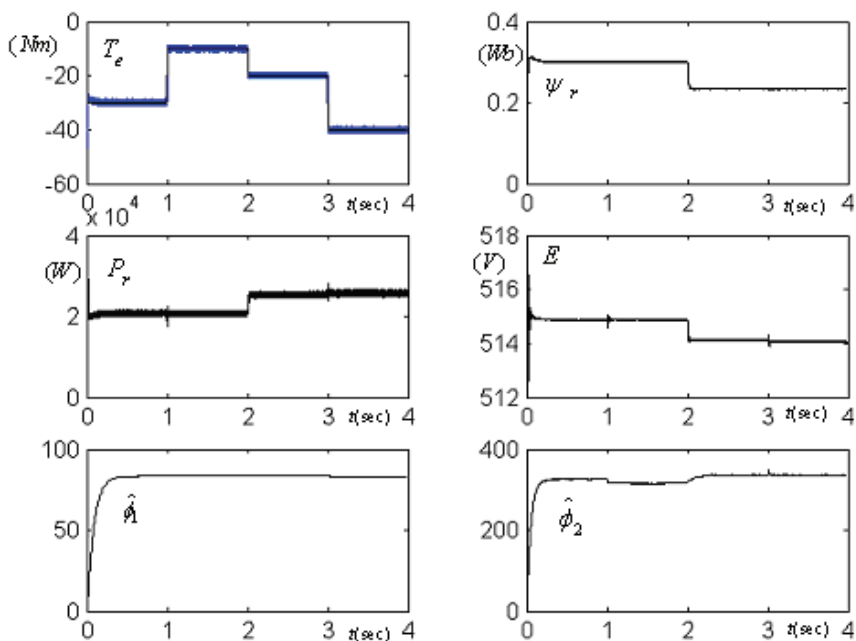 0
(Nm)
T_e
-20
-40
-60
0 1 2 3 t(sec) 4
0.4
(Wb)
ψ_r
0.2
0
0 1 2 3 t(sec) 4
x 10^4
4
(W)
P_r
2
0
0 1 2 3 t(sec) 4
518
(V)
E
516
514
512
0 1 2 3 t(sec) 4
100
50
ϕ̂_1
0
0 1 2 3 t(sec) 4
400
200
ϕ̂_2
0
0 1 2 3 t(sec) 4